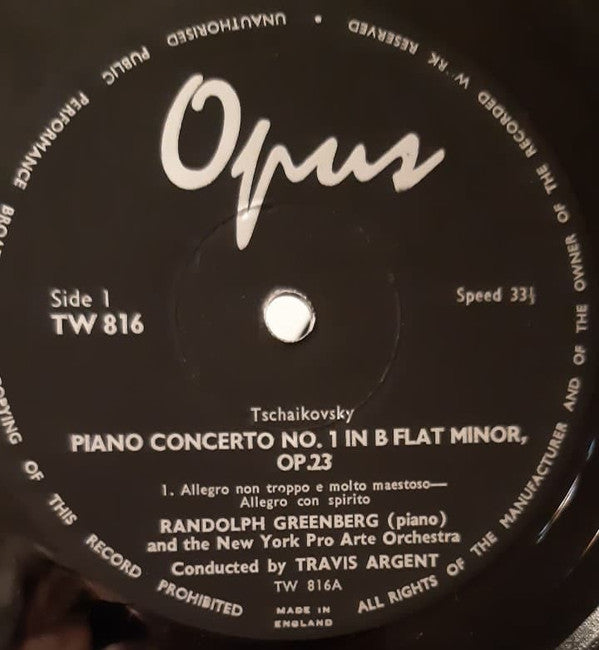 Opus
Side 1
TW 816
Speed 33⅓
Tschaikovsky
PIANO CONCERTO NO. 1 IN B FLAT MINOR,
OP.23
1. Allegro non troppo e molto maestoso—
Allegro con spirito
RANDOLPH GREENBERG (piano)
and the New York Pro Arte Orchestra
Conducted by TRAVIS ARGENT
TW 816A
MADE IN
ENGLAND
ALL RIGHTS OF THE MANUFACTURER AND OF THE OWNER OF THE RECORDED W RK RESERVED • UNAUTHORISED PUBLIC PERFORMANCE OF THIS RECORD PROHIBITED